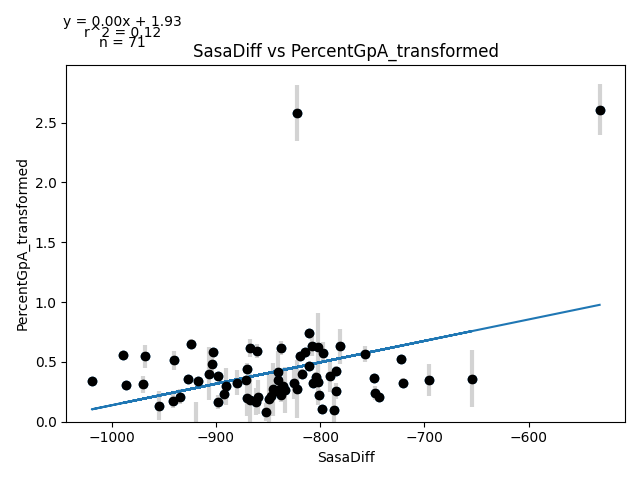 y = 0.00x + 1.93
r^2 = 0.12
n = 71
SasaDiff vs PercentGpA_transformed
PercentGpA_transformed
2.5
2.0
1.5
1.0
0.5
0.0
−1000
−900
−800
−700
−600
SasaDiff